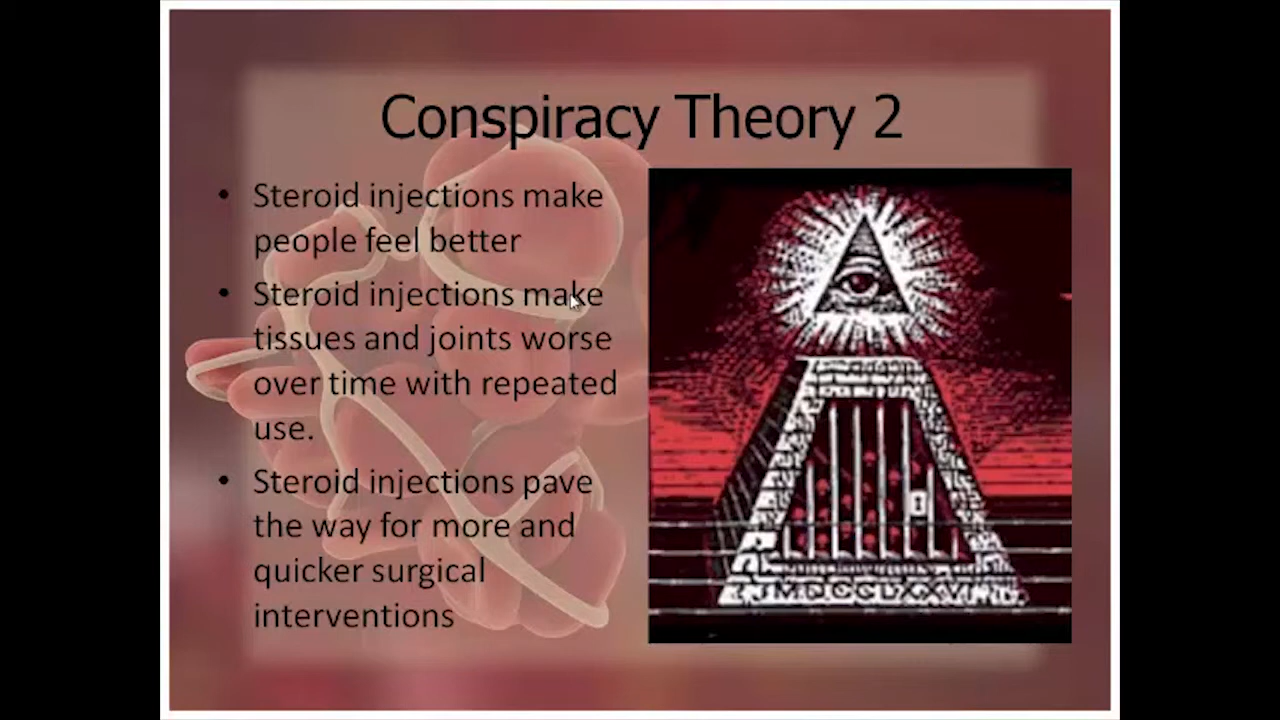 Conspiracy Theory 2
• Steroid injections make
people feel better
• Steroid injections make
tissues and joints worse
over time with repeated
use.
• Steroid injections pave
the way for more and
quicker surgical
interventions